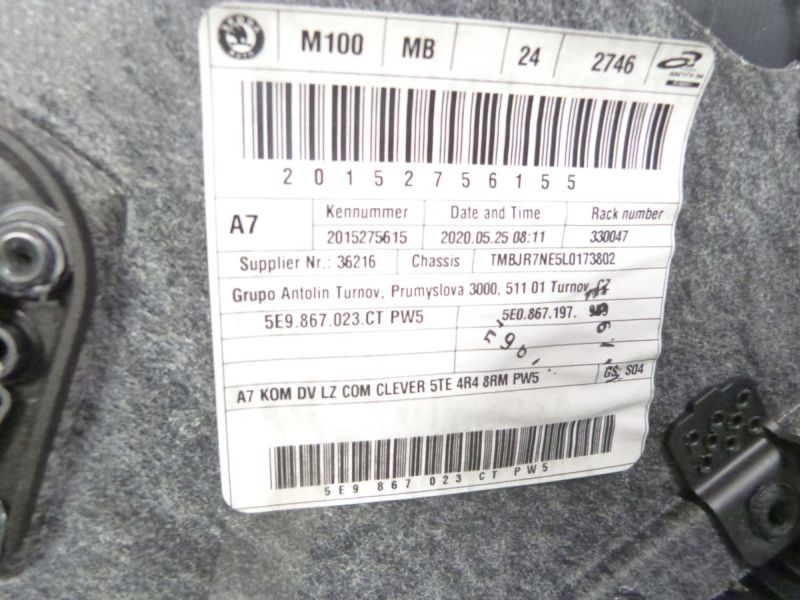 ŠKODA M100 MB 24 2746
201527 56155
A7 Kennummer Date and Time Rack number
2015275615 2020.05.25 08:11 330047
Supplier Nr.: 36216 Chassis TMBJR7NE5L0173802
Grupo Antolin Turnov, Prumyslova 3000, 511 01 Turnov, CZ
5E9.867.023.CT PW5 5E0.867.197.
A7 KOM DV LZ COM CLEVER 5TE 4R4 8RM PW5 GS: S04
5E9 867 023 CT PW5